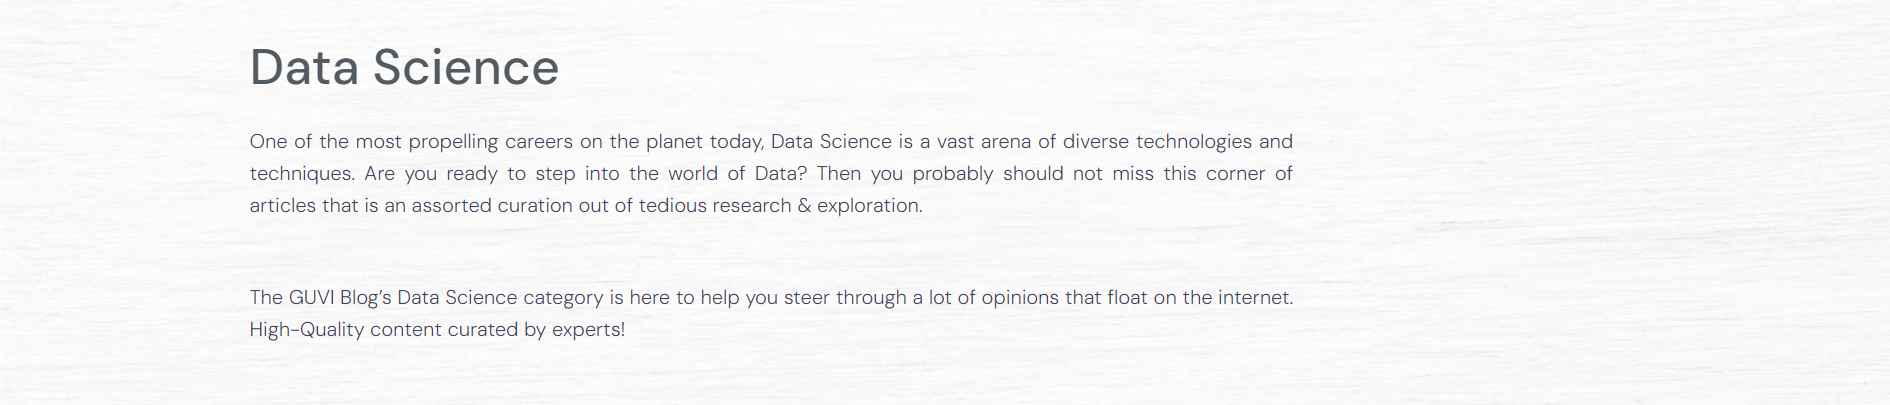 Data Science
One of the most propelling careers on the planet today, Data Science is a vast arena of diverse technologies and
techniques. Are you ready to step into the world of Data? Then you probably should not miss this corner of
articles that is an assorted curation out of tedious research & exploration.
The GUVI Blog’s Data Science category is here to help you steer through a lot of opinions that float on the internet.
High-Quality content curated by experts!